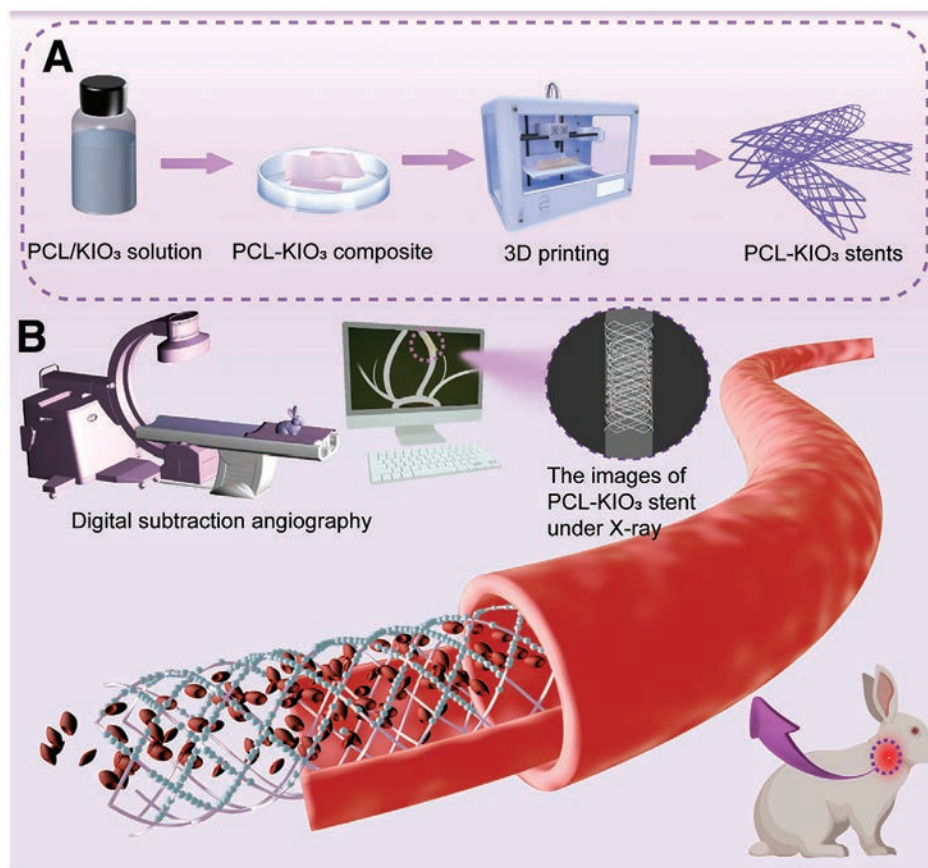 A
PCL/KIO₃ solution
PCL-KIO₃ composite
3D printing
PCL-KIO₃ stents
B
Digital subtraction angiography
The images of
PCL-KIO₃ stent
under X-ray